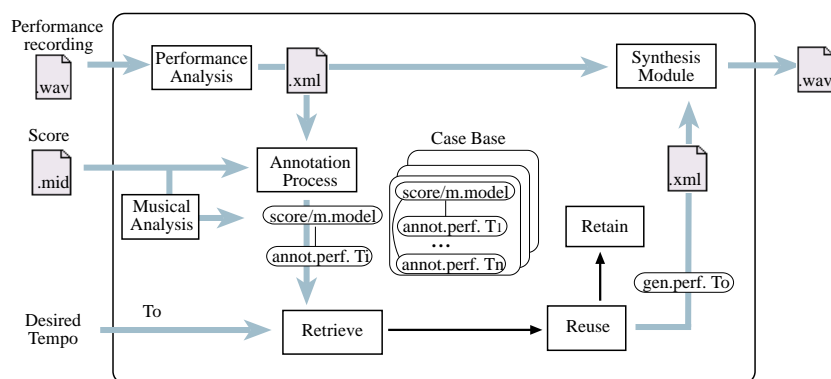 Performance
recording
.wav
Performance
Analysis
.xml
Synthesis
Module
.wav
Score
.mid
Annotation
Process
Musical
Analysis
score/m.model
annot.perf. Ti
Case Base
score/m.model
annot.perf. T1
...
annot.perf. Tn
.xml
Retain
gen.perf. To
Desired
Tempo
To
Retrieve
Reuse